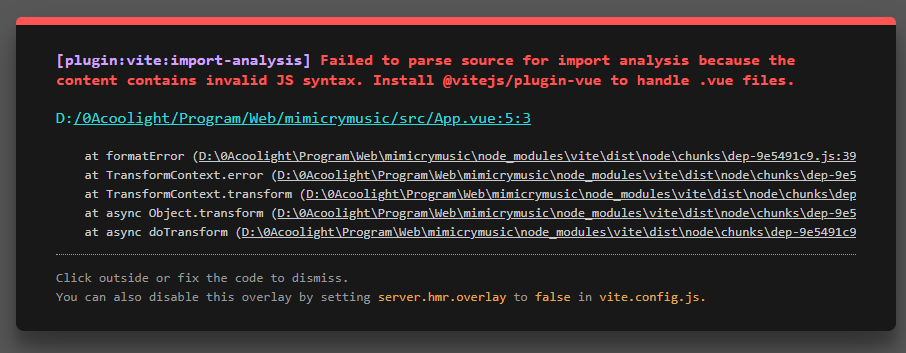 [plugin:vite:import-analysis] Failed to parse source for import analysis because the
content contains invalid JS syntax. Install @vitejs/plugin-vue to handle .vue files.
D:/0Acoolight/Program/Web/mimicrymusic/src/App.vue:5:3
at formatError (D:\0Acoolight\Program\Web\mimicrymusic\node_modules\vite\dist\node\chunks\dep-9e5491c9.js:39
at TransformContext.error (D:\0Acoolight\Program\Web\mimicrymusic\node_modules\vite\dist\node\chunks\dep-9e5
at TransformContext.transform (D:\0Acoolight\Program\Web\mimicrymusic\node_modules\vite\dist\node\chunks\dep
at async Object.transform (D:\0Acoolight\Program\Web\mimicrymusic\node_modules\vite\dist\node\chunks\dep-9e5
at async doTransform (D:\0Acoolight\Program\Web\mimicrymusic\node_modules\vite\dist\node\chunks\dep-9e5491c9
Click outside or fix the code to dismiss.
You can also disable this overlay by setting server.hmr.overlay to false in vite.config.js.